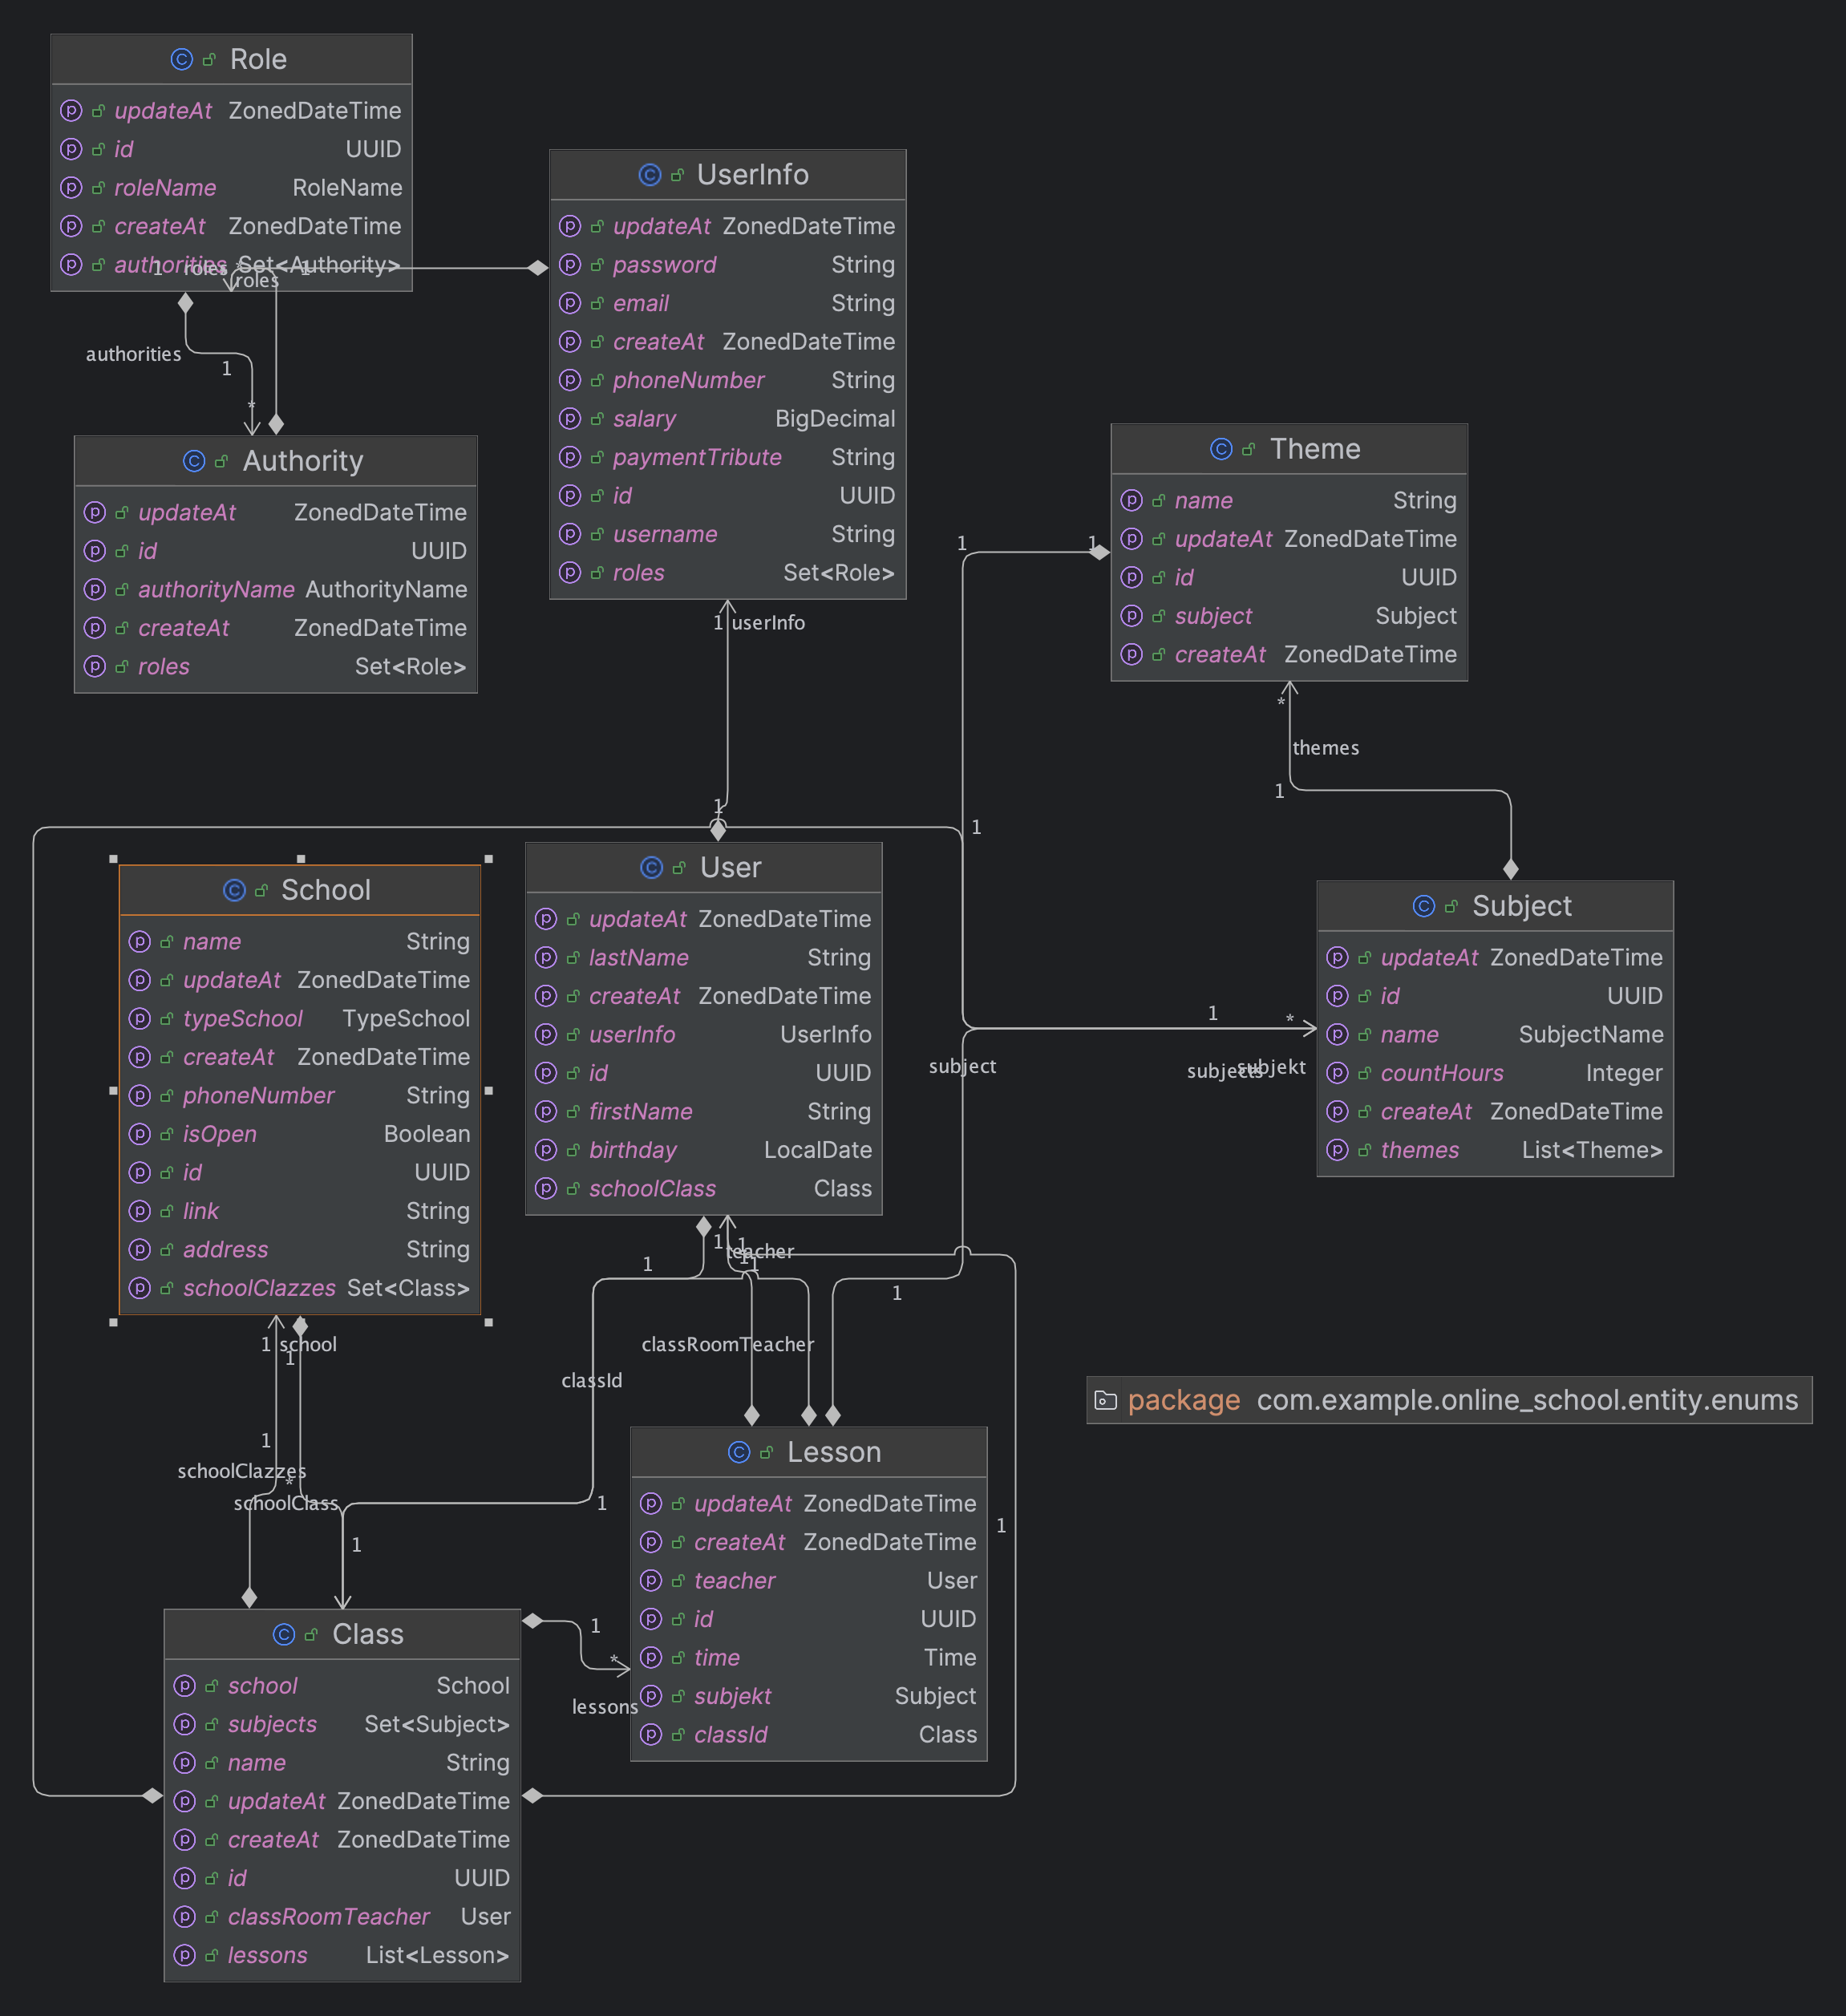 Role
updateAt ZonedDateTime
id UUID
roleName RoleName
createAt ZonedDateTime
authorities Set<Authority>
1 roles * 1
roles
authorities
1
*
Authority
updateAt ZonedDateTime
id UUID
authorityName AuthorityName
createAt ZonedDateTime
roles Set<Role>
UserInfo
updateAt ZonedDateTime
password String
email String
createAt ZonedDateTime
phoneNumber String
salary BigDecimal
paymentTribute String
id UUID
username String
roles Set<Role>
1 userInfo
1
Theme
name String
updateAt ZonedDateTime
id UUID
subject Subject
createAt ZonedDateTime
1 1
*
themes
1
1
School
name String
updateAt ZonedDateTime
typeSchool TypeSchool
createAt ZonedDateTime
phoneNumber String
isOpen Boolean
id UUID
link String
address String
schoolClazzes Set<Class>
User
updateAt ZonedDateTime
lastName String
createAt ZonedDateTime
userInfo UserInfo
id UUID
firstName String
birthday LocalDate
schoolClass Class
Subject
updateAt ZonedDateTime
id UUID
name SubjectName
countHours Integer
createAt ZonedDateTime
themes List<Theme>
1 *
subject
subjects subjekt
1 1
teacher
1 1 1
1
1 school
1
classRoomTeacher
classId
1
schoolClazzes
*
schoolClass
1
1
1
package com.example.online_school.entity.enums
Lesson
updateAt ZonedDateTime
createAt ZonedDateTime
teacher User
id UUID
time Time
subjekt Subject
classId Class
1
*
lessons
Class
school School
subjects Set<Subject>
name String
updateAt ZonedDateTime
createAt ZonedDateTime
id UUID
classRoomTeacher User
lessons List<Lesson>